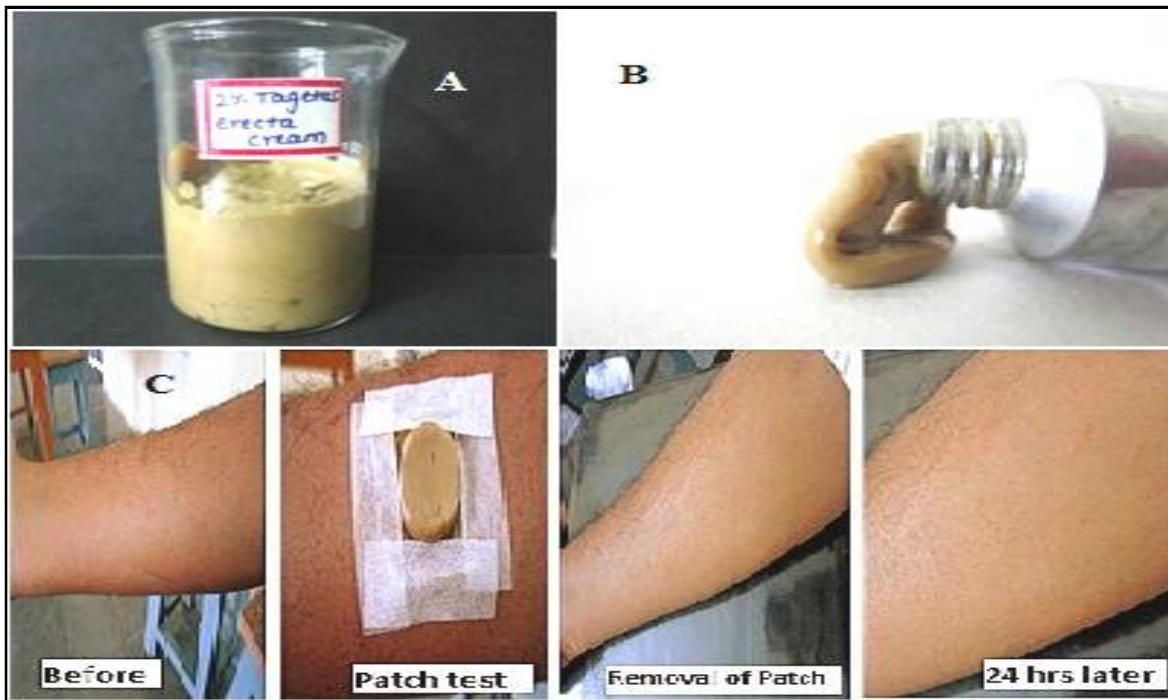 A
2% Tagetes
erecta
cream
B
C
Before
Patch test
Removal of Patch
24 hrs later